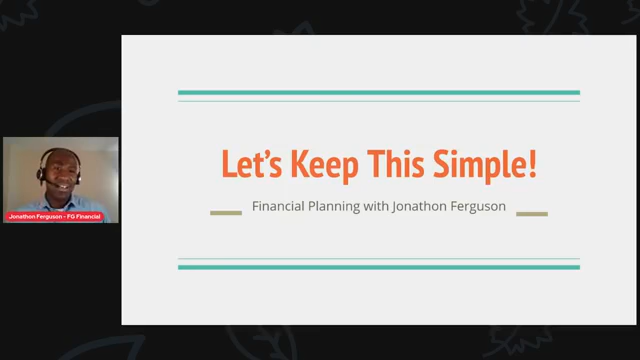 Let's Keep This Simple!
Financial Planning with Jonathon Ferguson
Jonathon Ferguson - FG Financial